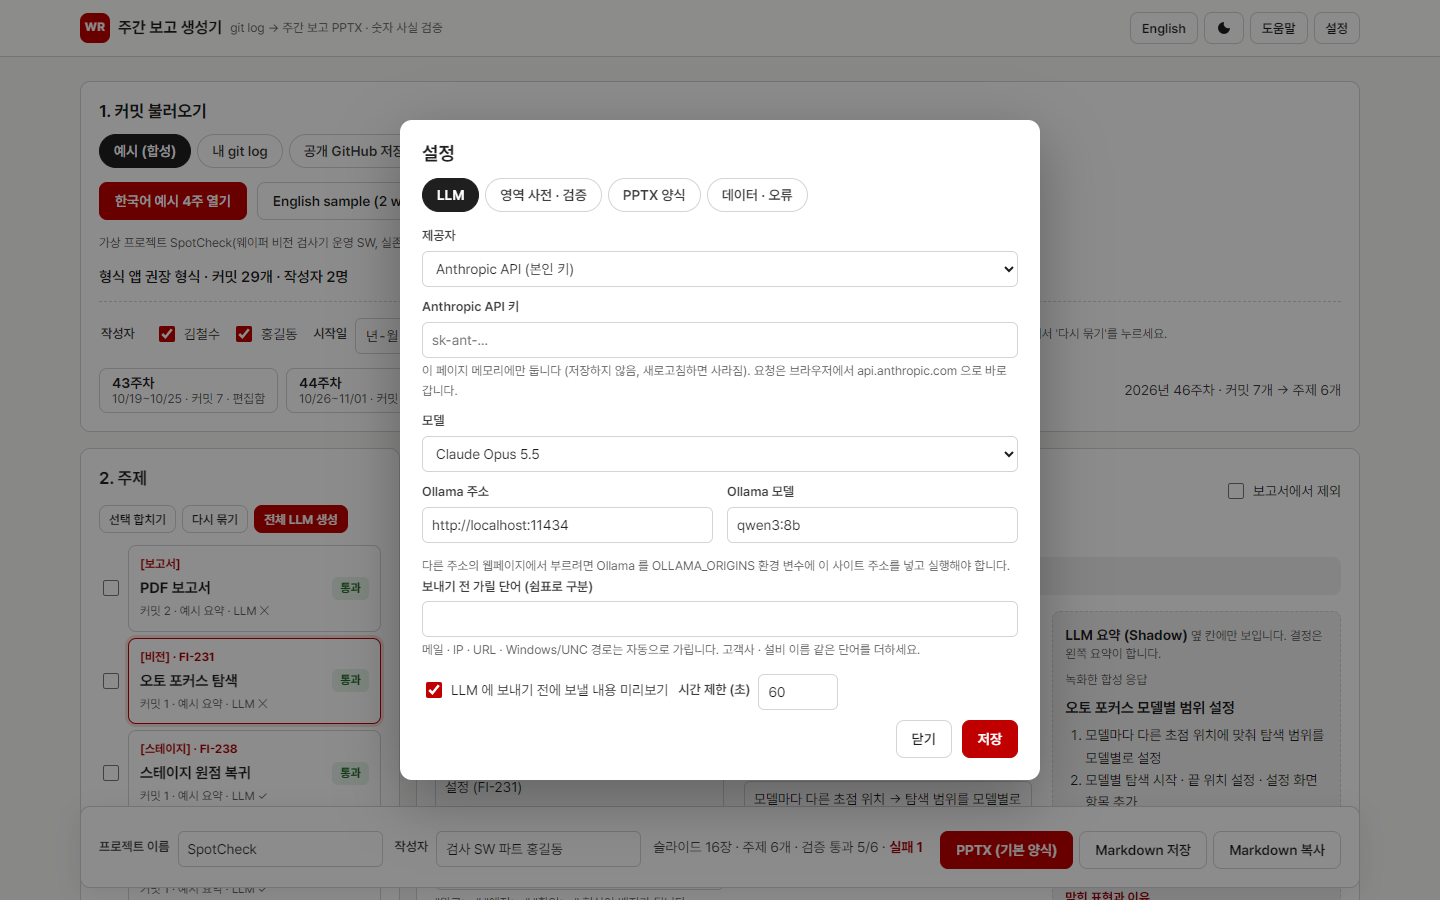 WR 주간 보고 생성기 git log → 주간 보고 PPTX · 숫자 사실 검증
English
도움말
설정
1. 커밋 불러오기
예시 (합성)
내 git log
공개 GitHub 저장
한국어 예시 4주 열기
English sample (2 w
가상 프로젝트 SpotCheck(웨이퍼 비전 검사기 운영 SW, 실존
형식 앱 권장 형식 · 커밋 29개 · 작성자 2명
작성자
김철수
홍길동
시작일
년-월
서 '다시 묶기'를 누르세요.
43주차
10/19~10/25 · 커밋 7 · 편집함
44주차
10/26~11/01 · 커밋
2026년 46주차 · 커밋 7개 → 주제 6개
설정
LLM
영역 사전 · 검증
PPTX 양식
데이터 · 오류
제공자
Anthropic API (본인 키)
Anthropic API 키
sk-ant-...
이 페이지 메모리에만 둡니다 (저장하지 않음, 새로고침하면 사라짐). 요청은 브라우저에서 api.anthropic.com 으로 바로
갑니다.
모델
Claude Opus 5.5
Ollama 주소
Ollama 모델
http://localhost:11434
qwen3:8b
다른 주소의 웹페이지에서 부르려면 Ollama 를 OLLAMA_ORIGINS 환경 변수에 이 사이트 주소를 넣고 실행해야 합니다.
보내기 전 가릴 단어 (쉼표로 구분)
메일 · IP · URL · Windows/UNC 경로는 자동으로 가립니다. 고객사 · 설비 이름 같은 단어를 더하세요.
LLM 에 보내기 전에 보낼 내용 미리보기
시간 제한 (초)
60
닫기
저장
2. 주제
선택 합치기
다시 묶기
전체 LLM 생성
[보고서]
PDF 보고서
통과
커밋 2 · 예시 요약 · LLM ✕
[비전] · FI-231
오토 포커스 탐색
통과
커밋 1 · 예시 요약 · LLM ✕
[스테이지] · FI-238
스테이지 원점 복귀
통과
커밋 1 · 예시 요약 · LLM ✓
커밋 1 · 예시 요약 · LLM ✓
보고서에서 제외
설정 (FI-231)
모델마다 다른 초점 위치 → 탐색 범위를 모델별로
LLM 요약 (Shadow) 옆 칸에만 보입니다. 결정은
왼쪽 요약이 합니다.
녹화한 합성 응답
오토 포커스 모델별 범위 설정
1. 모델마다 다른 초점 위치에 맞춰 탐색 범위를
모델별로 설정
2. 모델별 탐색 시작 · 끝 위치 설정 · 설정 화면
항목 추가
막힌 표현과 이유
프로젝트 이름
SpotCheck
작성자
검사 SW 파트 홍길동
슬라이드 16장 · 주제 6개 · 검증 통과 5/6 · 실패 1
PPTX (기본 양식)
Markdown 저장
Markdown 복사